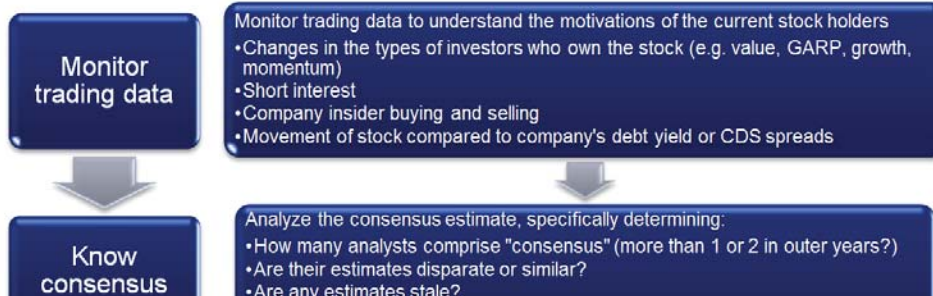 Monitor
trading data
Monitor trading data to understand the motivations of the current stock holders
•Changes in the types of investors who own the stock (e.g. value, GARP, growth,
momentum)
•Short interest
•Company insider buying and selling
•Movement of stock compared to company's debt yield or CDS spreads
Know
consensus
Analyze the consensus estimate, specifically determining:
•How many analysts comprise "consensus" (more than 1 or 2 in outer years?)
•Are their estimates disparate or similar?
•Are any estimates stale?